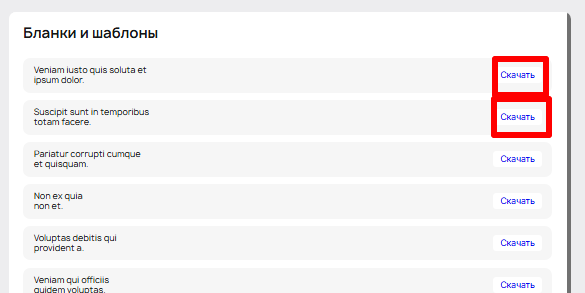 Бланки и шаблоны
Veniam iusto quis soluta et
ipsum dolor.
Скачать
Suscipit sunt in temporibus
totam facere.
Скачать
Pariatur corrupti cumque
et quisquam.
Скачать
Non ex quia
non et.
Скачать
Voluptas debitis qui
provident a.
Скачать
Veniam qui officiis
quidem voluptas.
Скачать